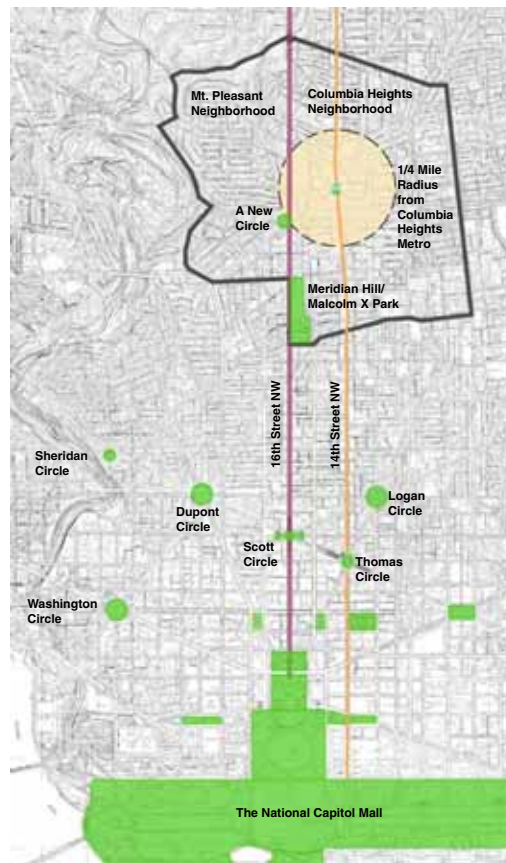 Mt. Pleasant
Neighborhood
Columbia Heights
Neighborhood
1/4 Mile
Radius
from
Columbia
Heights
Metro
A New
Circle
Meridian Hill/
Malcolm X Park
16th Street NW
14th Street NW
Sheridan
Circle
Dupont
Circle
Logan
Circle
Scott
Circle
Thomas
Circle
Washington
Circle
The National Capitol Mall